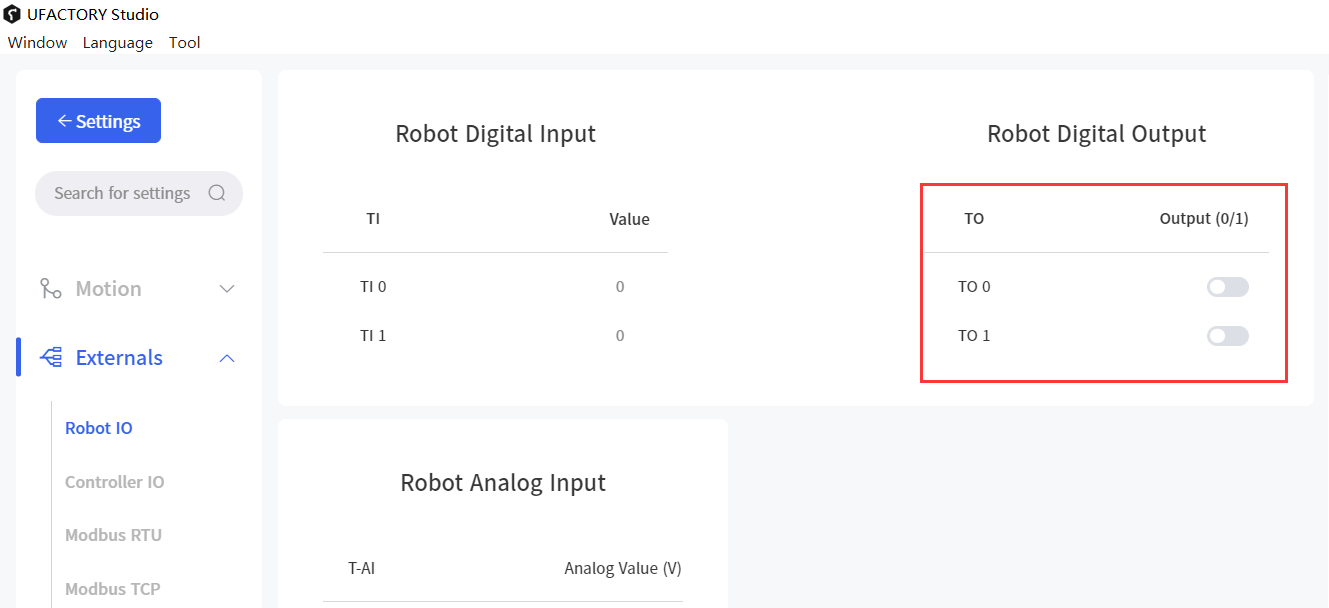 UFACTORY Studio
Window Language Tool
← Settings
Search for settings
Motion
Externals
Robot IO
Controller IO
Modbus RTU
Modbus TCP
Robot Digital Input
TI Value
TI 0 0
TI 1 0
Robot Digital Output
TO Output (0/1)
TO 0
TO 1
Robot Analog Input
T-AI Analog Value (V)